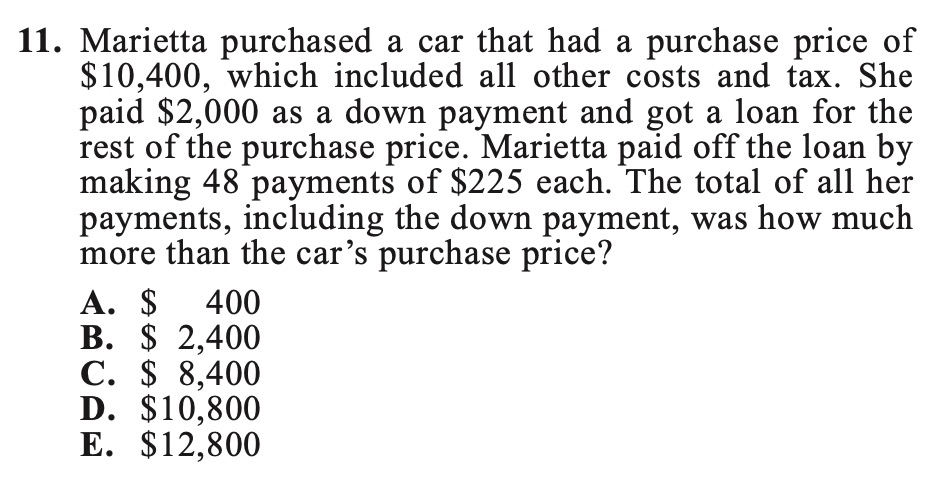 11. Marietta purchased a car that had a purchase price of
$10,400, which included all other costs and tax. She
paid $2,000 as a down payment and got a loan for the
rest of the purchase price. Marietta paid off the loan by
making 48 payments of $225 each. The total of all her
payments, including the down payment, was how much
more than the car’s purchase price?
A. $ 400
B. $ 2,400
C. $ 8,400
D. $10,800
E. $12,800